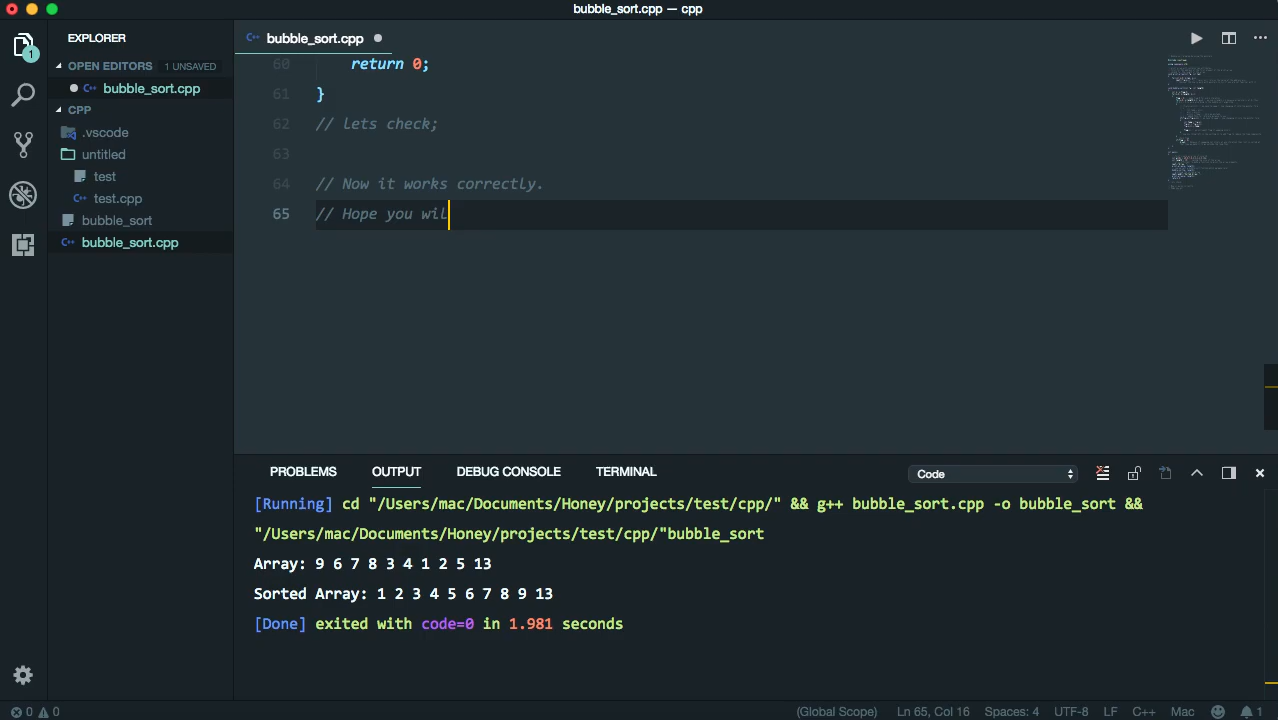 bubble_sort.cpp — cpp
EXPLORER
1
OPEN EDITORS 1 UNSAVED
bubble_sort.cpp
CPP
.vscode
untitled
test
test.cpp
bubble_sort
bubble_sort.cpp
bubble_sort.cpp
60 return 0;
61 }
62 // lets check;
63
64 // Now it works correctly.
65 // Hope you wil
PROBLEMS OUTPUT DEBUG CONSOLE TERMINAL Code
[Running] cd "/Users/mac/Documents/Honey/projects/test/cpp/" && g++ bubble_sort.cpp -o bubble_sort &&
"/Users/mac/Documents/Honey/projects/test/cpp/"bubble_sort
Array: 9 6 7 8 3 4 1 2 5 13
Sorted Array: 1 2 3 4 5 6 7 8 9 13
[Done] exited with code=0 in 1.981 seconds
0 0 (Global Scope) Ln 65, Col 16 Spaces: 4 UTF-8 LF C++ Mac 1